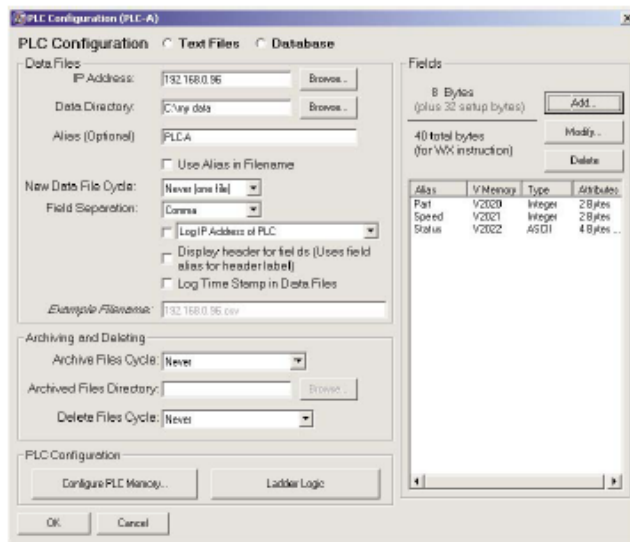 PLC Configuration (PLC-A)
PLC Configuration Text Files Database
Data Files
IP Address: 192.168.0.96 Browse...
Data Directory: C:\my data Browse...
Alias (Optional) PLC-A
Use Alias in Filename
New Data File Cycle: Never (one file)
Field Separation: Comma
Log IP Address of PLC
Display header for fields (Uses field
alias for header label)
Log Time Stamp in Data Files
Example Filename: 192.168.0.96.csv
Archiving and Deleting
Archive Files Cycle: Never
Archived Files Directory: Browse...
Delete Files Cycle: Never
PLC Configuration
Configure PLC Memory... Ladder Logic
OK Cancel
Fields
8 Bytes
(plus 32 setup bytes)
Add...
40 total bytes
(for WX instruction)
Modify...
Delete
Alias V Memory Type Attributes
Part V2020 Integer 2 Bytes
Speed V2021 Integer 2 Bytes
Status V2022 ASCII 4 Bytes ...